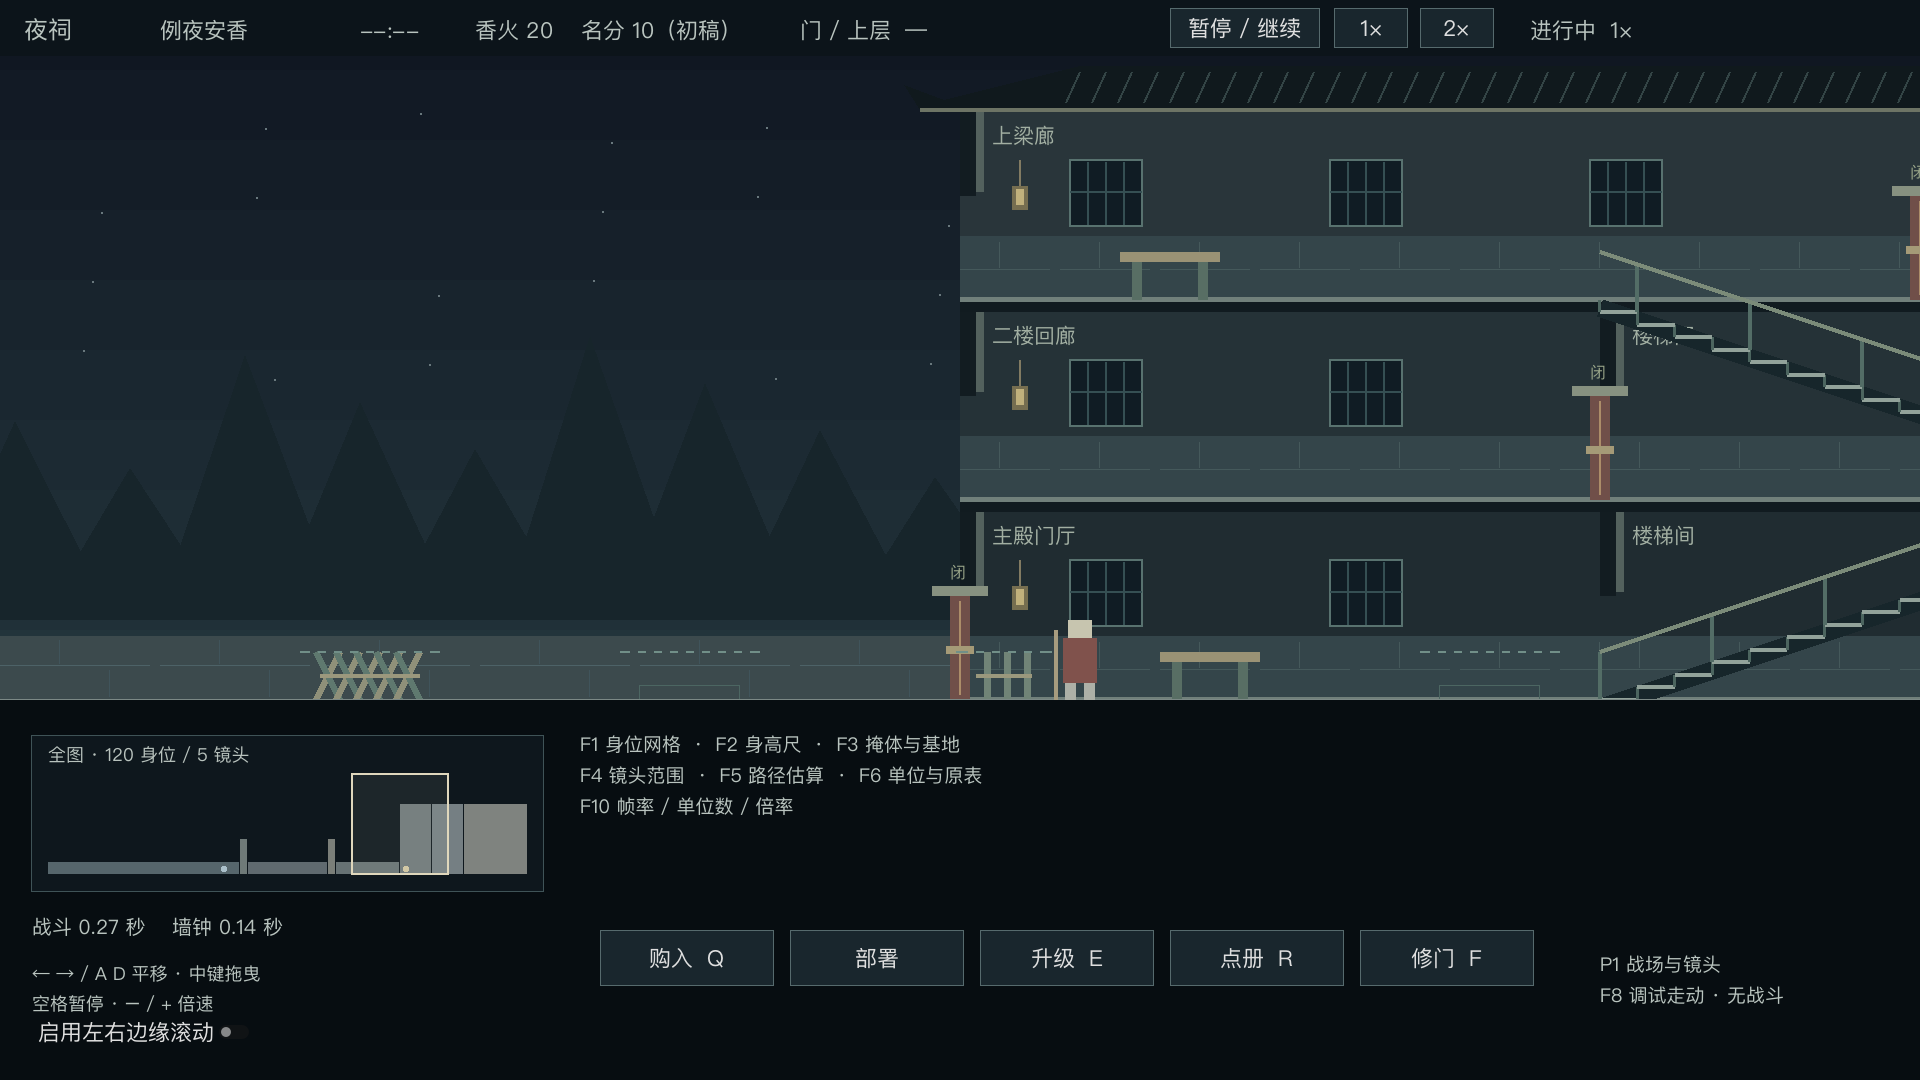 夜祠 例夜安香 --:-- 香火 20 名分 10（初稿） 门 / 上层 — 暂停 / 继续 1× 2× 进行中 1×
上梁廊
闭
二楼回廊
楼梯间
闭
主殿门厅
楼梯间
闭
全图 · 120 身位 / 5 镜头
F1 身位网格 · F2 身高尺 · F3 掩体与基地
F4 镜头范围 · F5 路径估算 · F6 单位与原表
F10 帧率 / 单位数 / 倍率
战斗 0.27 秒 墙钟 0.14 秒
← → / A D 平移 · 中键拖曳
空格暂停 · − / + 倍速
启用左右边缘滚动
购入 Q 部署 升级 E 点册 R 修门 F
P1 战场与镜头
F8 调试走动 · 无战斗